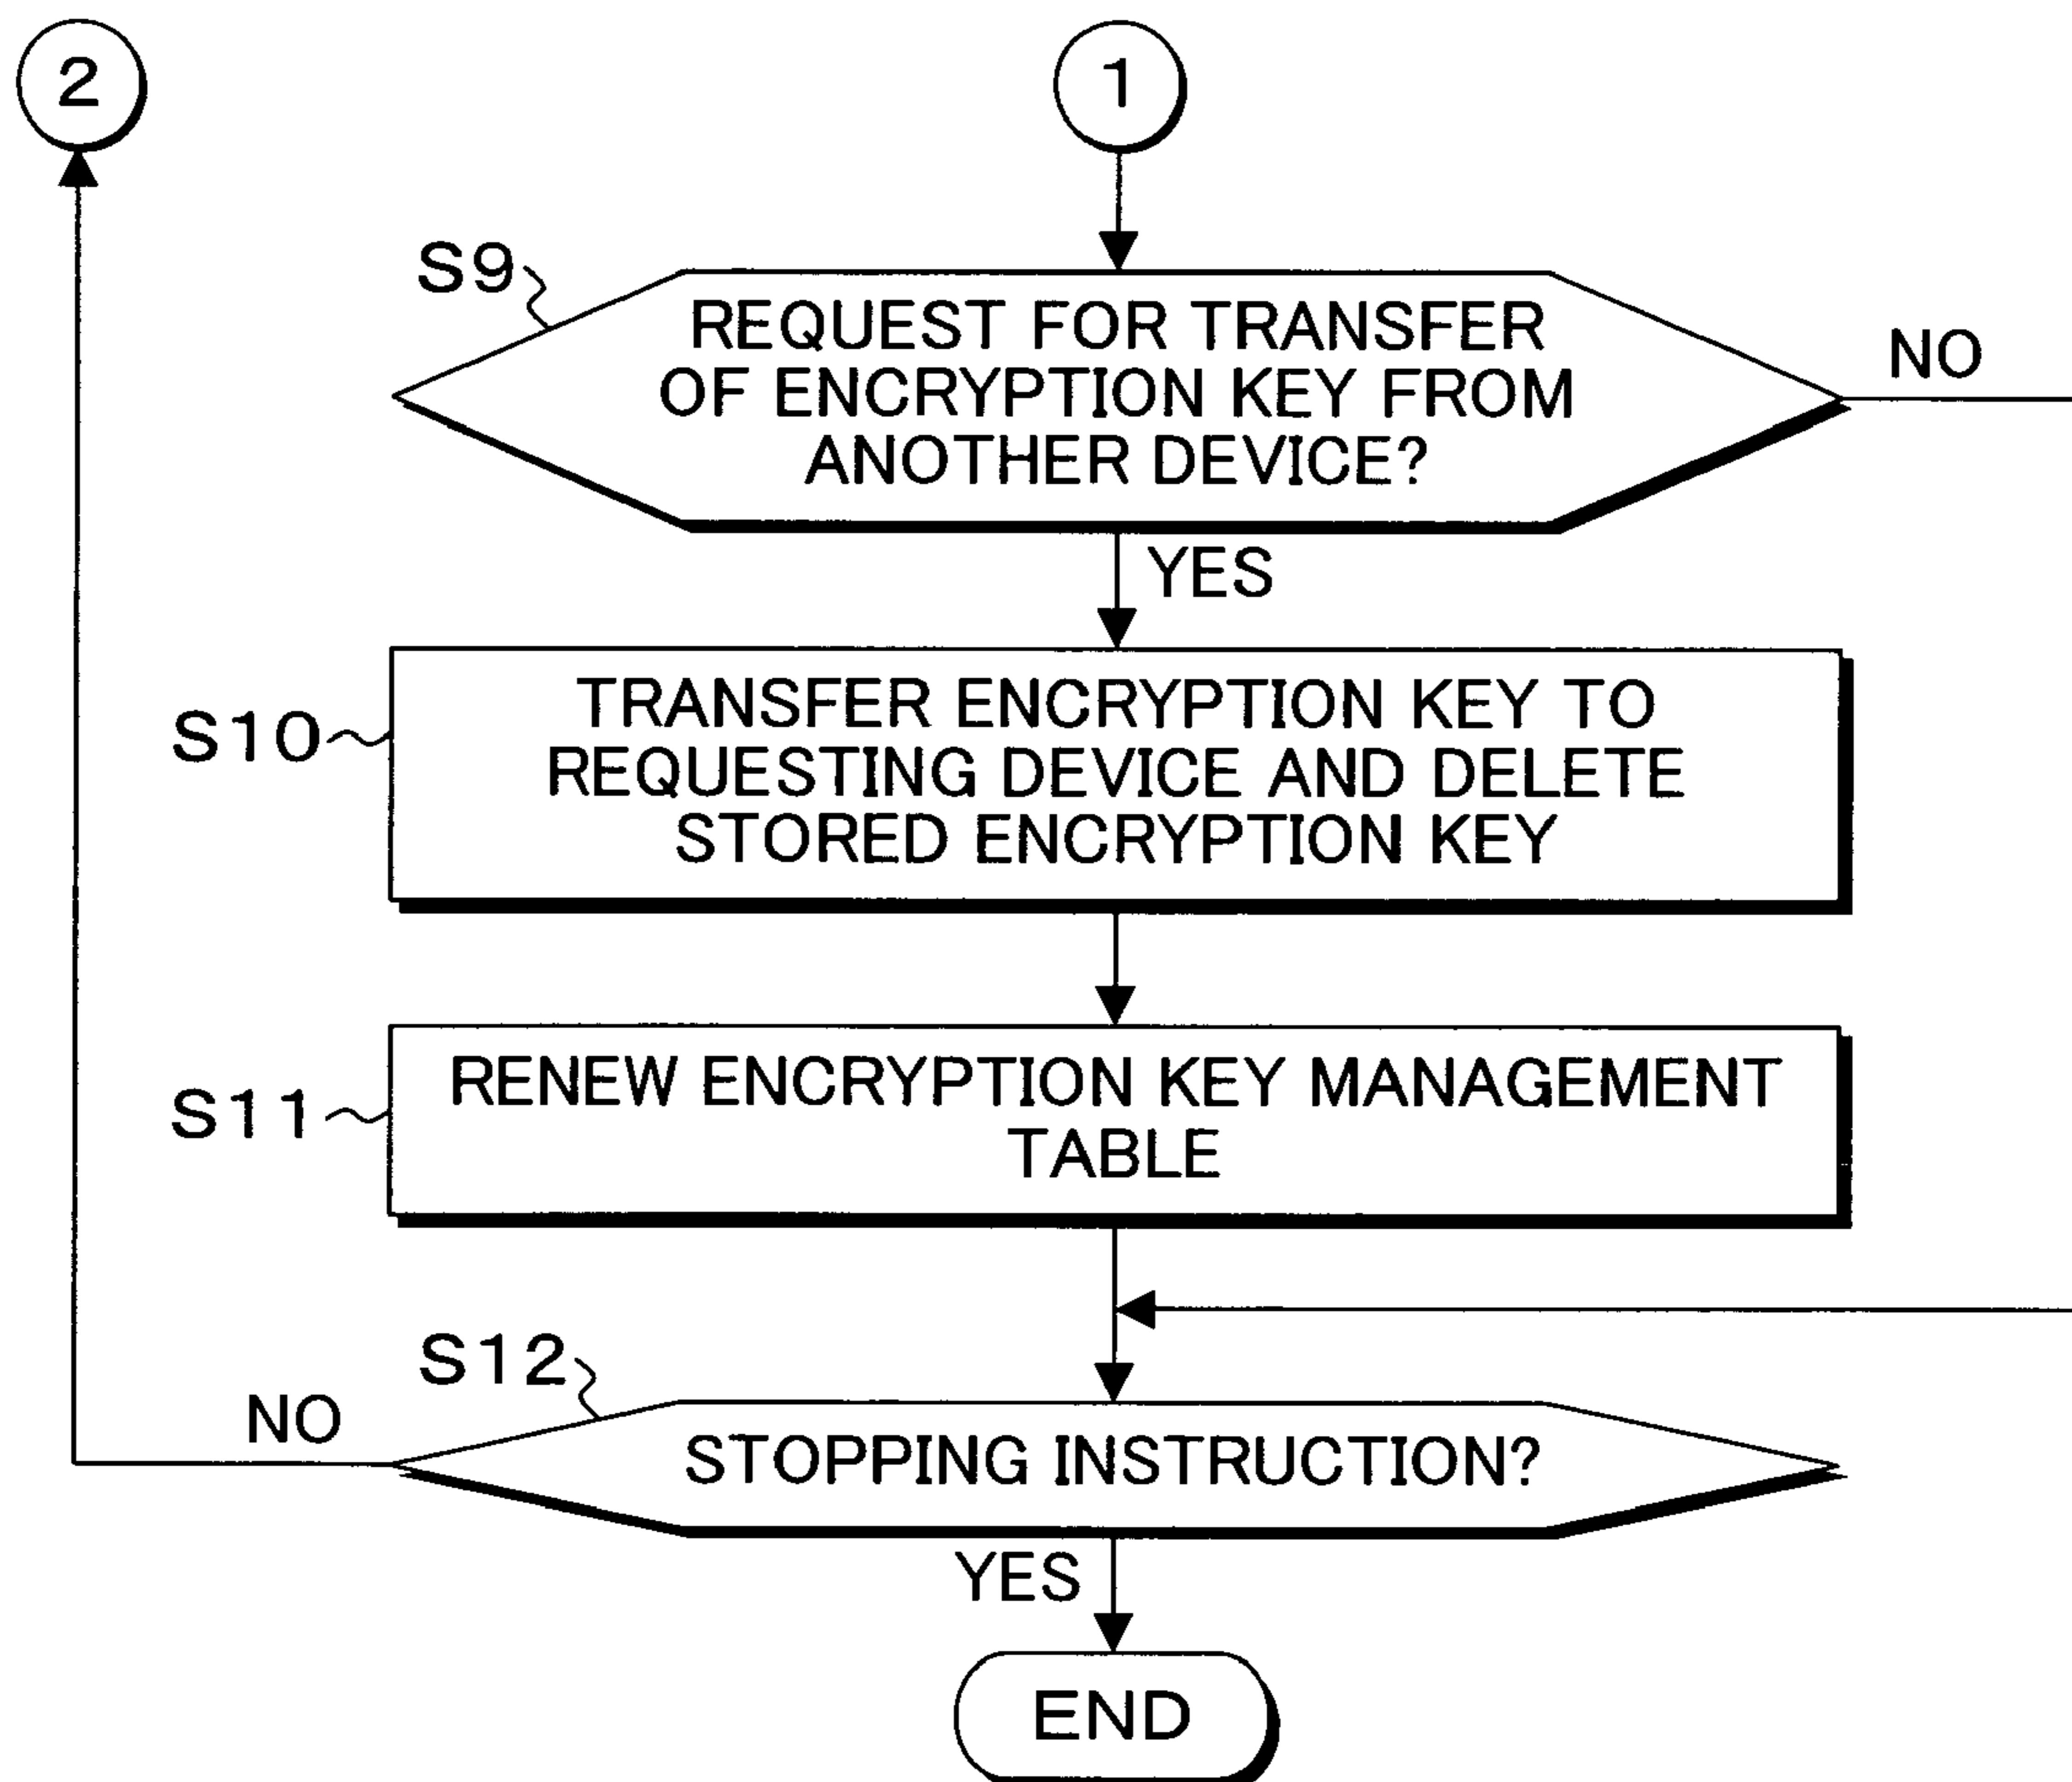 2
1
S9
REQUEST FOR TRANSFER
OF ENCRYPTION KEY FROM
ANOTHER DEVICE?
NO
YES
S10
TRANSFER ENCRYPTION KEY TO
REQUESTING DEVICE AND DELETE
STORED ENCRYPTION KEY
S11
RENEW ENCRYPTION KEY MANAGEMENT
TABLE
S12
NO
STOPPING INSTRUCTION?
YES
END